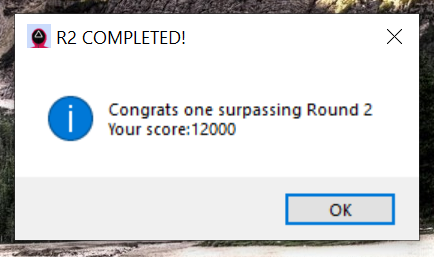 R2 COMPLETED!
Congrats one surpassing Round 2
Your score:12000
OK